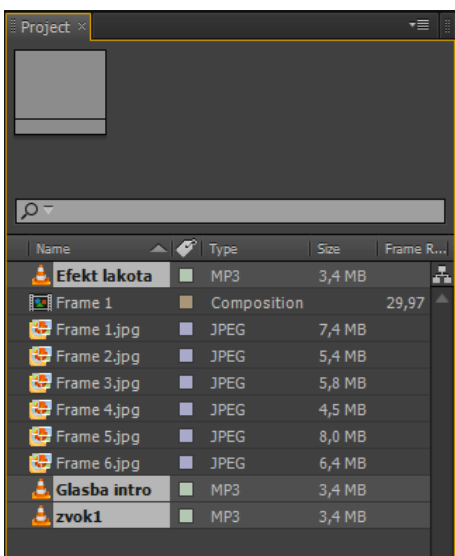 Project ×
Name Type Size Frame R...
Efekt lakota MP3 3,4 MB
Frame 1 Composition 29,97
Frame 1.jpg JPEG 7,4 MB
Frame 2.jpg JPEG 5,4 MB
Frame 3.jpg JPEG 5,8 MB
Frame 4.jpg JPEG 4,5 MB
Frame 5.jpg JPEG 8,0 MB
Frame 6.jpg JPEG 6,4 MB
Glasba intro MP3 3,4 MB
zvok1 MP3 3,4 MB